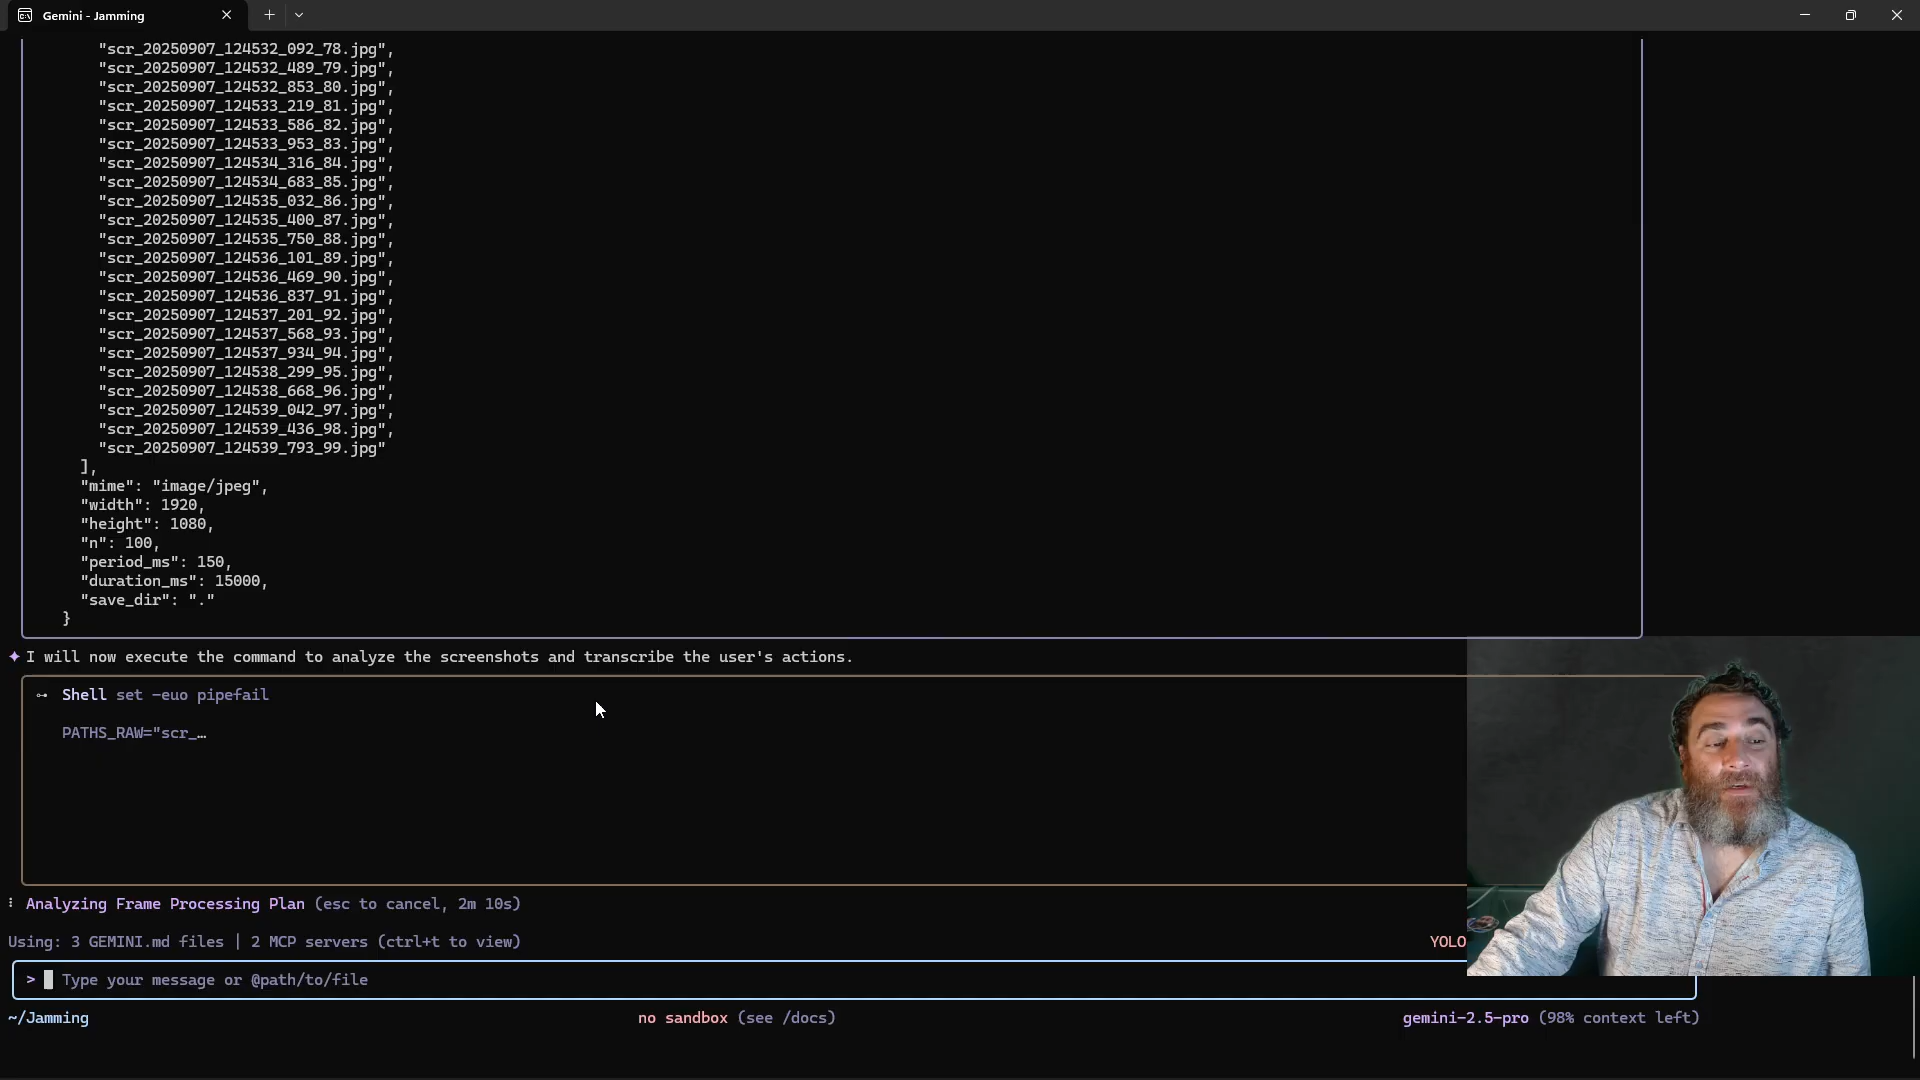 Gemini - Jamming
"scr_20250907_124532_092_78.jpg",
"scr_20250907_124532_489_79.jpg",
"scr_20250907_124532_853_80.jpg",
"scr_20250907_124533_219_81.jpg",
"scr_20250907_124533_586_82.jpg",
"scr_20250907_124533_953_83.jpg",
"scr_20250907_124534_316_84.jpg",
"scr_20250907_124534_683_85.jpg",
"scr_20250907_124535_032_86.jpg",
"scr_20250907_124535_400_87.jpg",
"scr_20250907_124535_750_88.jpg",
"scr_20250907_124536_101_89.jpg",
"scr_20250907_124536_469_90.jpg",
"scr_20250907_124536_837_91.jpg",
"scr_20250907_124537_201_92.jpg",
"scr_20250907_124537_568_93.jpg",
"scr_20250907_124537_934_94.jpg",
"scr_20250907_124538_299_95.jpg",
"scr_20250907_124538_668_96.jpg",
"scr_20250907_124539_042_97.jpg",
"scr_20250907_124539_436_98.jpg",
"scr_20250907_124539_793_99.jpg"
],
"mime": "image/jpeg",
"width": 1920,
"height": 1080,
"n": 100,
"period_ms": 150,
"duration_ms": 15000,
"save_dir": "."
}
✦ I will now execute the command to analyze the screenshots and transcribe the user's actions.
Shell set -euo pipefail
PATHS_RAW="scr_…
Analyzing Frame Processing Plan (esc to cancel, 2m 10s)
Using: 3 GEMINI.md files | 2 MCP servers (ctrl+t to view) YOLO
> Type your message or @path/to/file
~/Jamming no sandbox (see /docs) gemini-2.5-pro (98% context left)